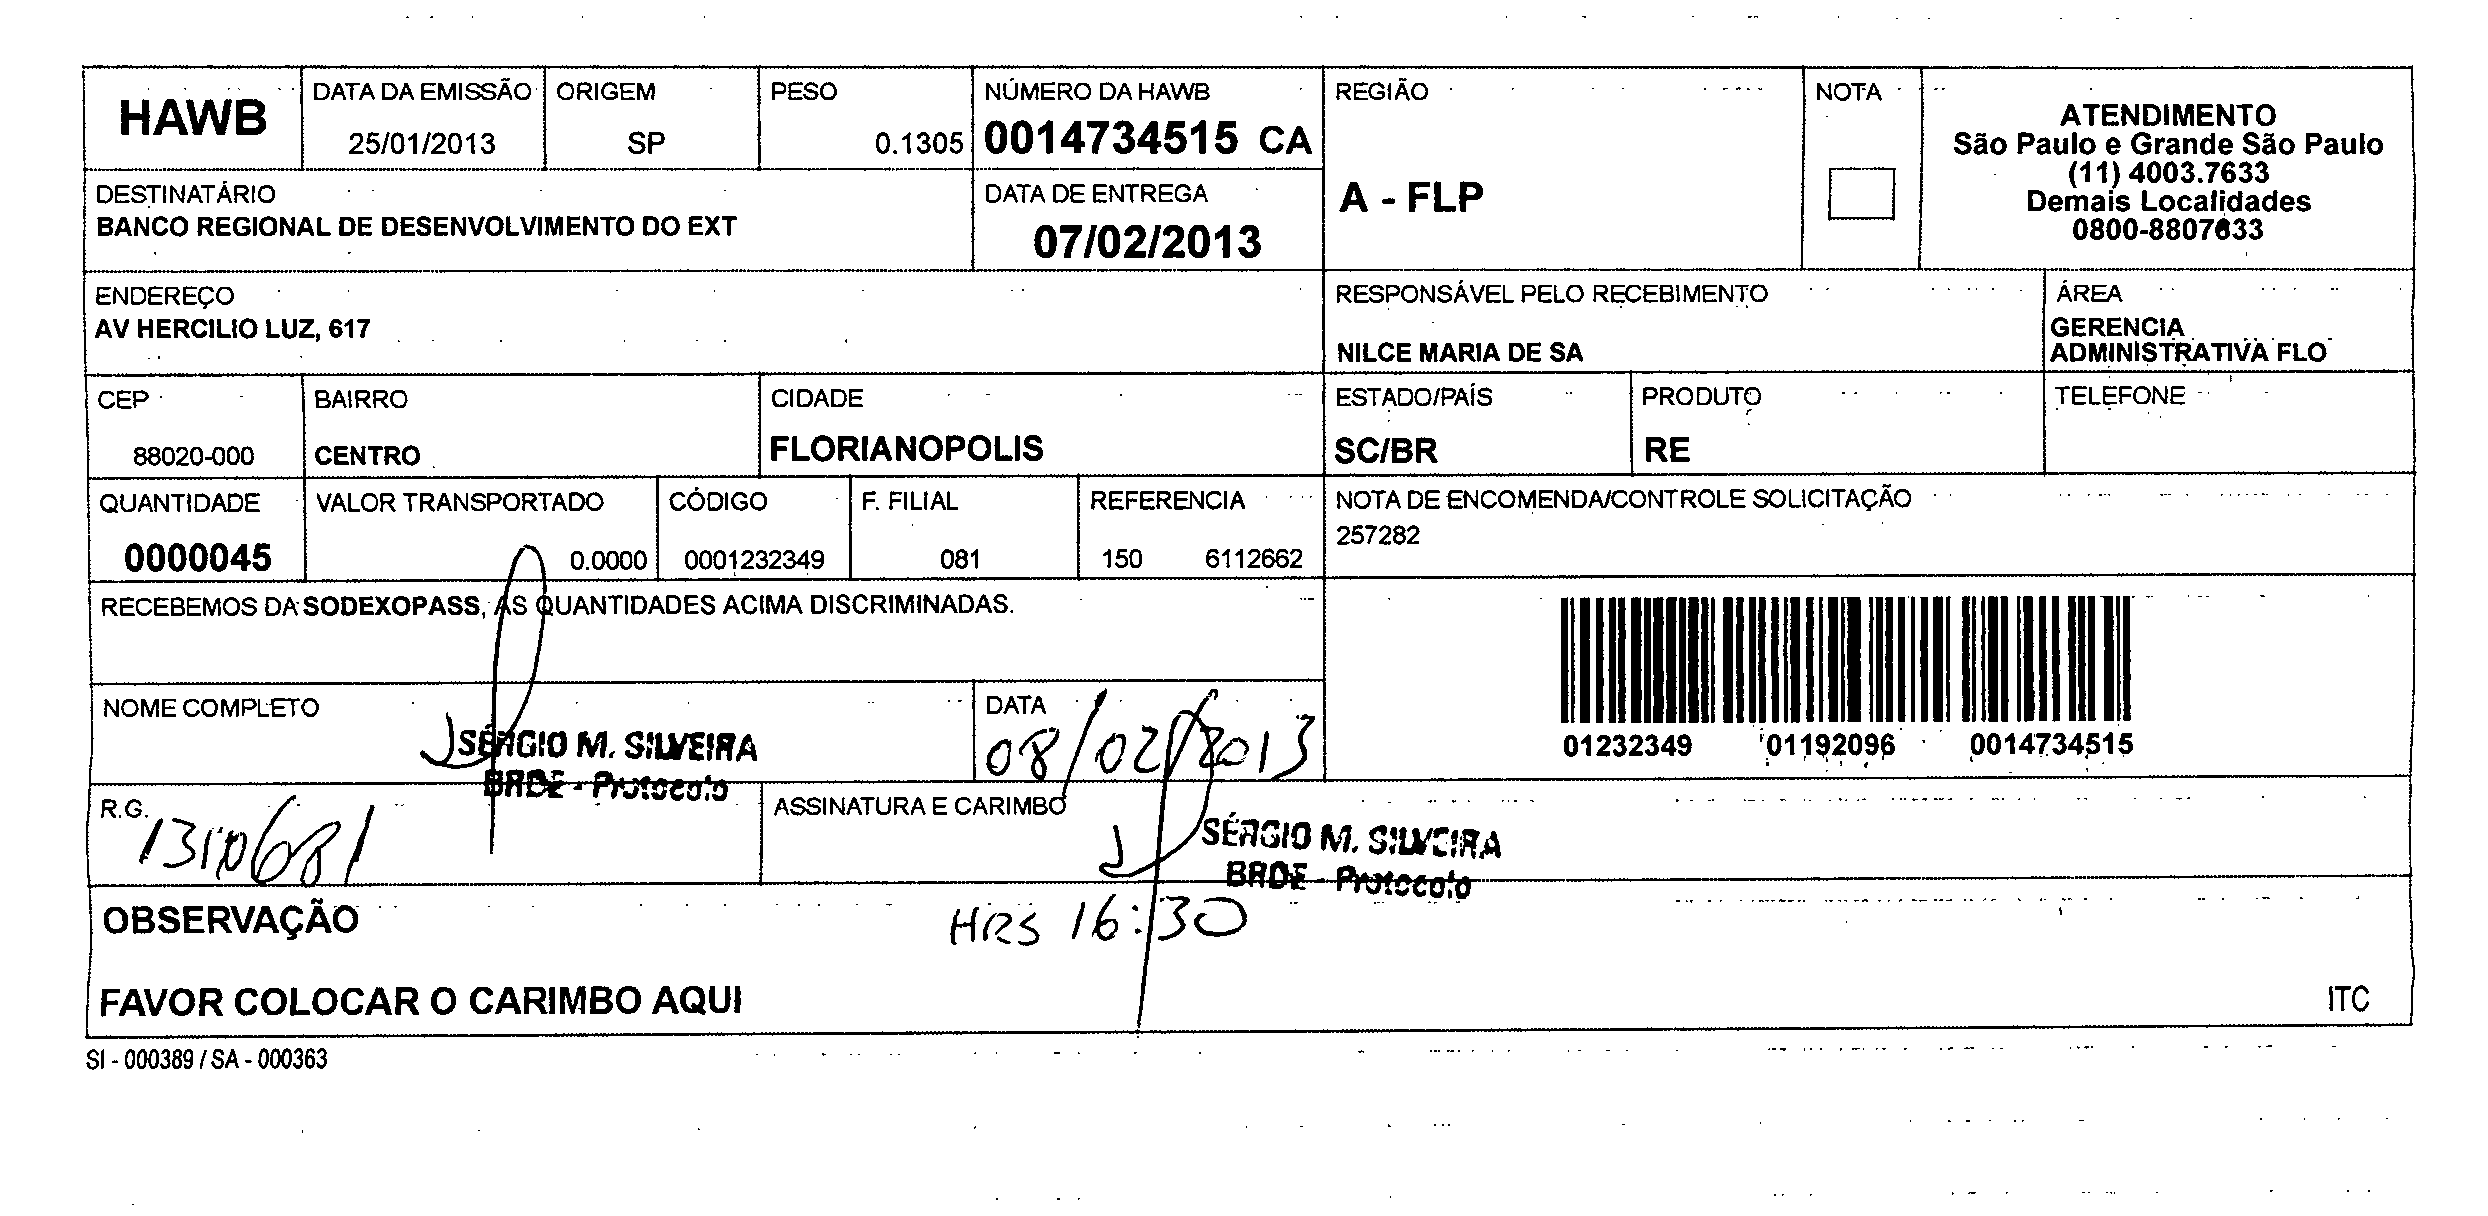 HAWB
DATA DA EMISSÃO
25/01/2013
ORIGEM
SP
PESO
0.1305
NÚMERO DA HAWB
0014734515 CA
REGIÃO
A - FLP
NOTA
ATENDIMENTO
São Paulo e Grande São Paulo
(11) 4003.7633
Demais Localidades
0800-8807633
DESTINATÁRIO
BANCO REGIONAL DE DESENVOLVIMENTO DO EXT
DATA DE ENTREGA
07/02/2013
ENDEREÇO
AV HERCILIO LUZ, 617
RESPONSÁVEL PELO RECEBIMENTO
NILCE MARIA DE SA
ÁREA
GERENCIA
ADMINISTRATIVA FLO
CEP
88020-000
BAIRRO
CENTRO
CIDADE
FLORIANOPOLIS
ESTADO/PAÍS
SC/BR
PRODUTO
RE
TELEFONE
QUANTIDADE
0000045
VALOR TRANSPORTADO
0.0000
CÓDIGO
0001232349
F. FILIAL
081
REFERENCIA
150 6112662
NOTA DE ENCOMENDA/CONTROLE SOLICITAÇÃO
257282
RECEBEMOS DA SODEXOPASS, AS QUANTIDADES ACIMA DISCRIMINADAS.
01232349 01192096 0014734515
NOME COMPLETO
SÉRGIO M. SILVEIRA
BRDE - Protocolo
DATA
08/02/2013
R.G.
ASSINATURA E CARIMBO
SÉRGIO M. SILVEIRA
BRDE - Protocolo
OBSERVAÇÃO
HRS 16:30
FAVOR COLOCAR O CARIMBO AQUI
ITC
SI - 000389 / SA - 000363